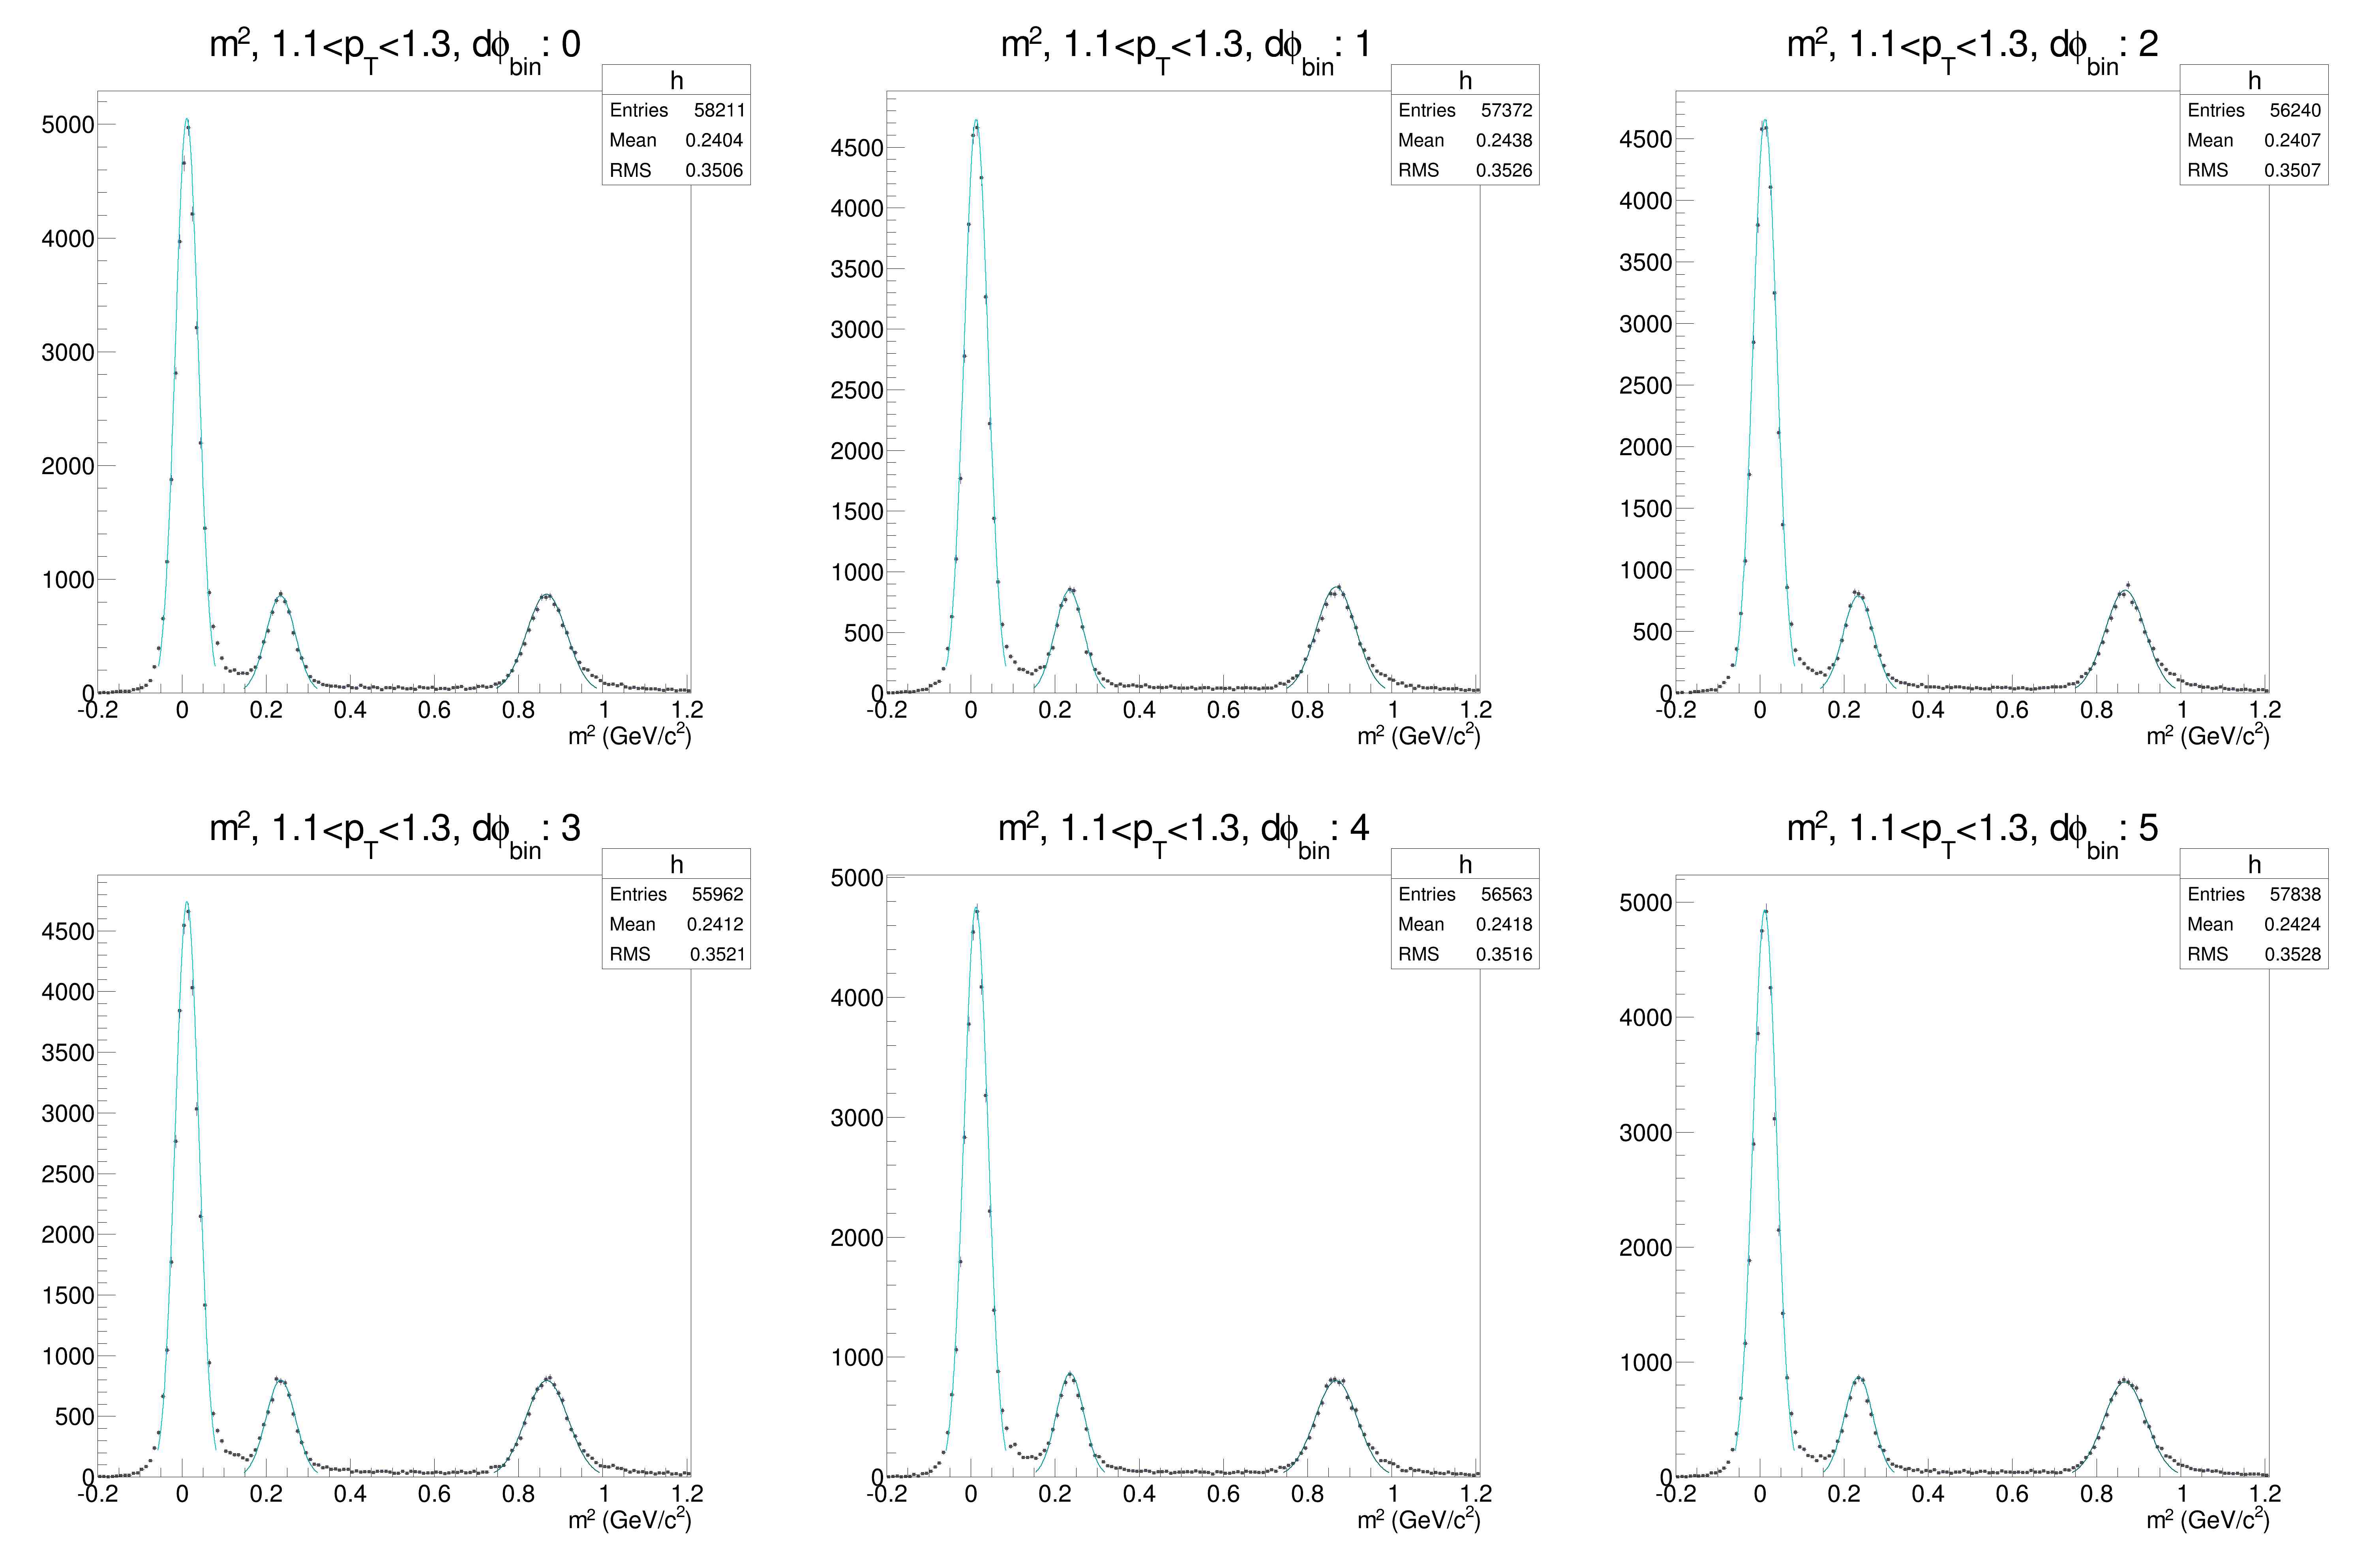 m², 1.1<p_T<1.3, dϕ_bin: 0
h
Entries 58211
Mean 0.2404
RMS 0.3506
5000
4000
3000
2000
1000
0
-0.2 0 0.2 0.4 0.6 0.8 1 1.2
m² (GeV/c²)
m², 1.1<p_T<1.3, dϕ_bin: 1
h
Entries 57372
Mean 0.2438
RMS 0.3526
4500
4000
3500
3000
2500
2000
1500
1000
500
0
-0.2 0 0.2 0.4 0.6 0.8 1 1.2
m² (GeV/c²)
m², 1.1<p_T<1.3, dϕ_bin: 2
h
Entries 56240
Mean 0.2407
RMS 0.3507
4500
4000
3500
3000
2500
2000
1500
1000
500
0
-0.2 0 0.2 0.4 0.6 0.8 1 1.2
m² (GeV/c²)
m², 1.1<p_T<1.3, dϕ_bin: 3
h
Entries 55962
Mean 0.2412
RMS 0.3521
4500
4000
3500
3000
2500
2000
1500
1000
500
0
-0.2 0 0.2 0.4 0.6 0.8 1 1.2
m² (GeV/c²)
m², 1.1<p_T<1.3, dϕ_bin: 4
h
Entries 56563
Mean 0.2418
RMS 0.3516
5000
4000
3000
2000
1000
0
-0.2 0 0.2 0.4 0.6 0.8 1 1.2
m² (GeV/c²)
m², 1.1<p_T<1.3, dϕ_bin: 5
h
Entries 57838
Mean 0.2424
RMS 0.3528
5000
4000
3000
2000
1000
0
-0.2 0 0.2 0.4 0.6 0.8 1 1.2
m² (GeV/c²)